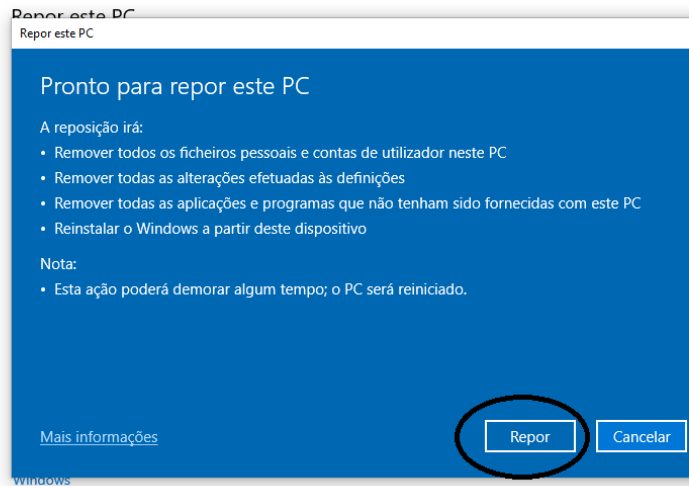 Repor este PC
Repor este PC
Pronto para repor este PC
A reposição irá:
• Remover todos os ficheiros pessoais e contas de utilizador neste PC
• Remover todas as alterações efetuadas às definições
• Remover todas as aplicações e programas que não tenham sido fornecidas com este PC
• Reinstalar o Windows a partir deste dispositivo
Nota:
• Esta ação poderá demorar algum tempo; o PC será reiniciado.
Mais informações
Repor
Cancelar
Windows